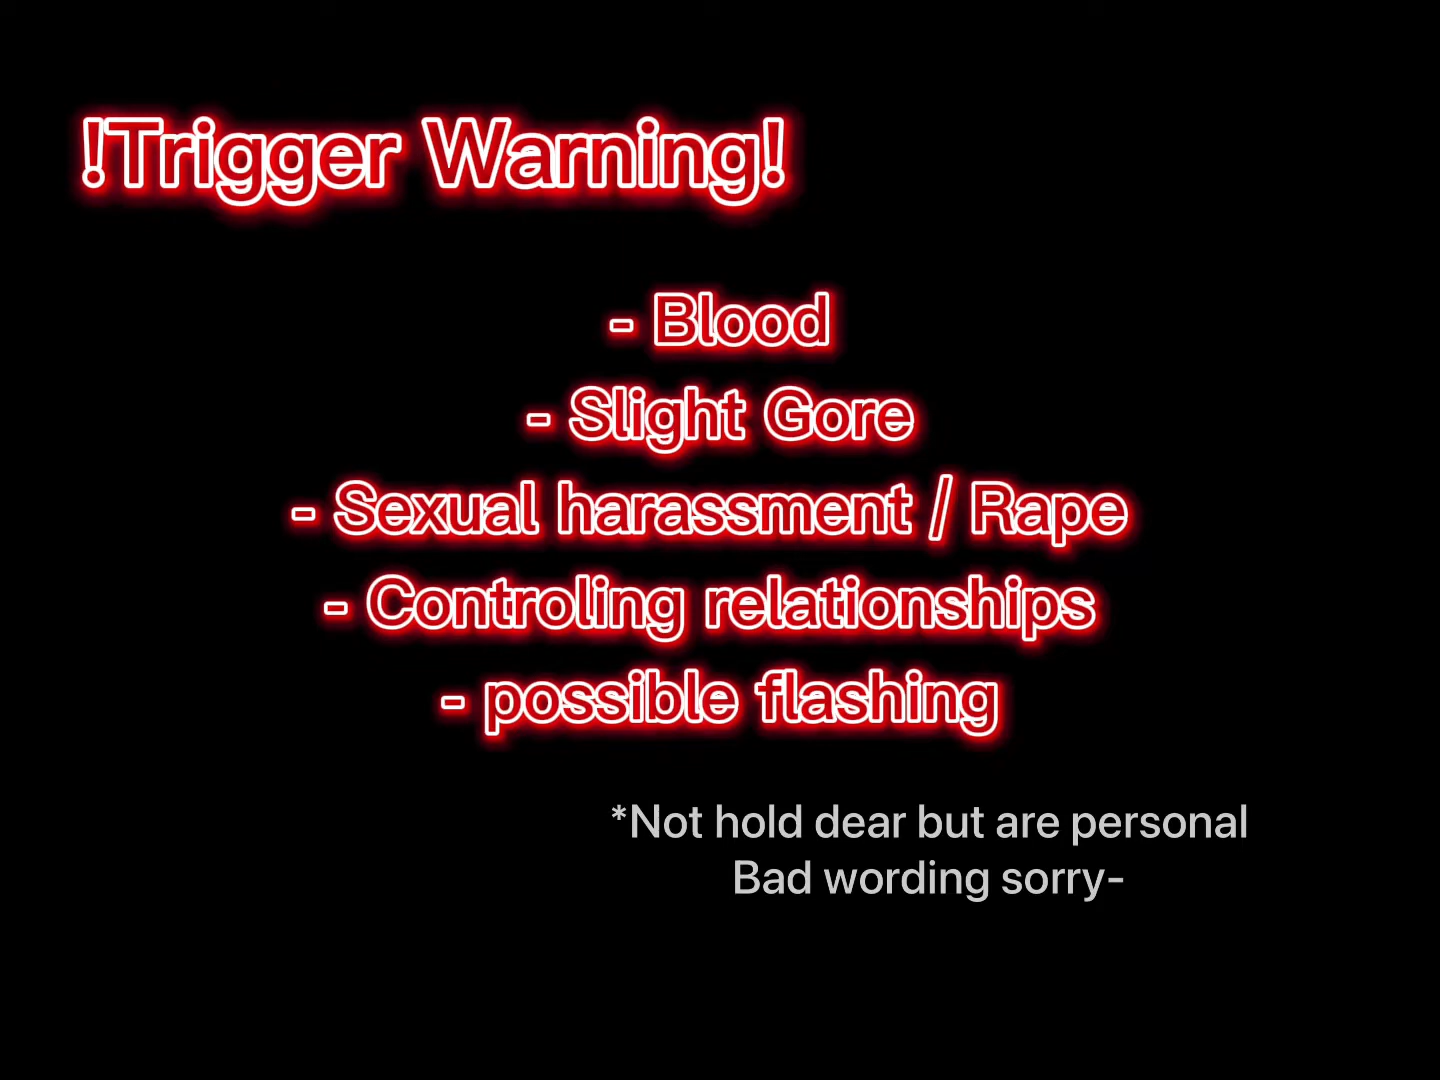 !Trigger Warning!
- Blood
- Slight Gore
- Sexual harassment / Rape
- Controling relationships
- possible flashing
*Not hold dear but are personal
Bad wording sorry-